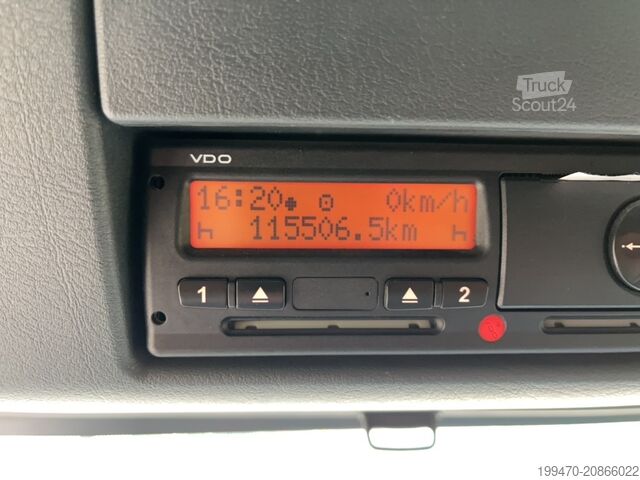 Truck
Scout24
VDO
16:20 0km/h
h 115506.5km h
1 2
199470-20866022